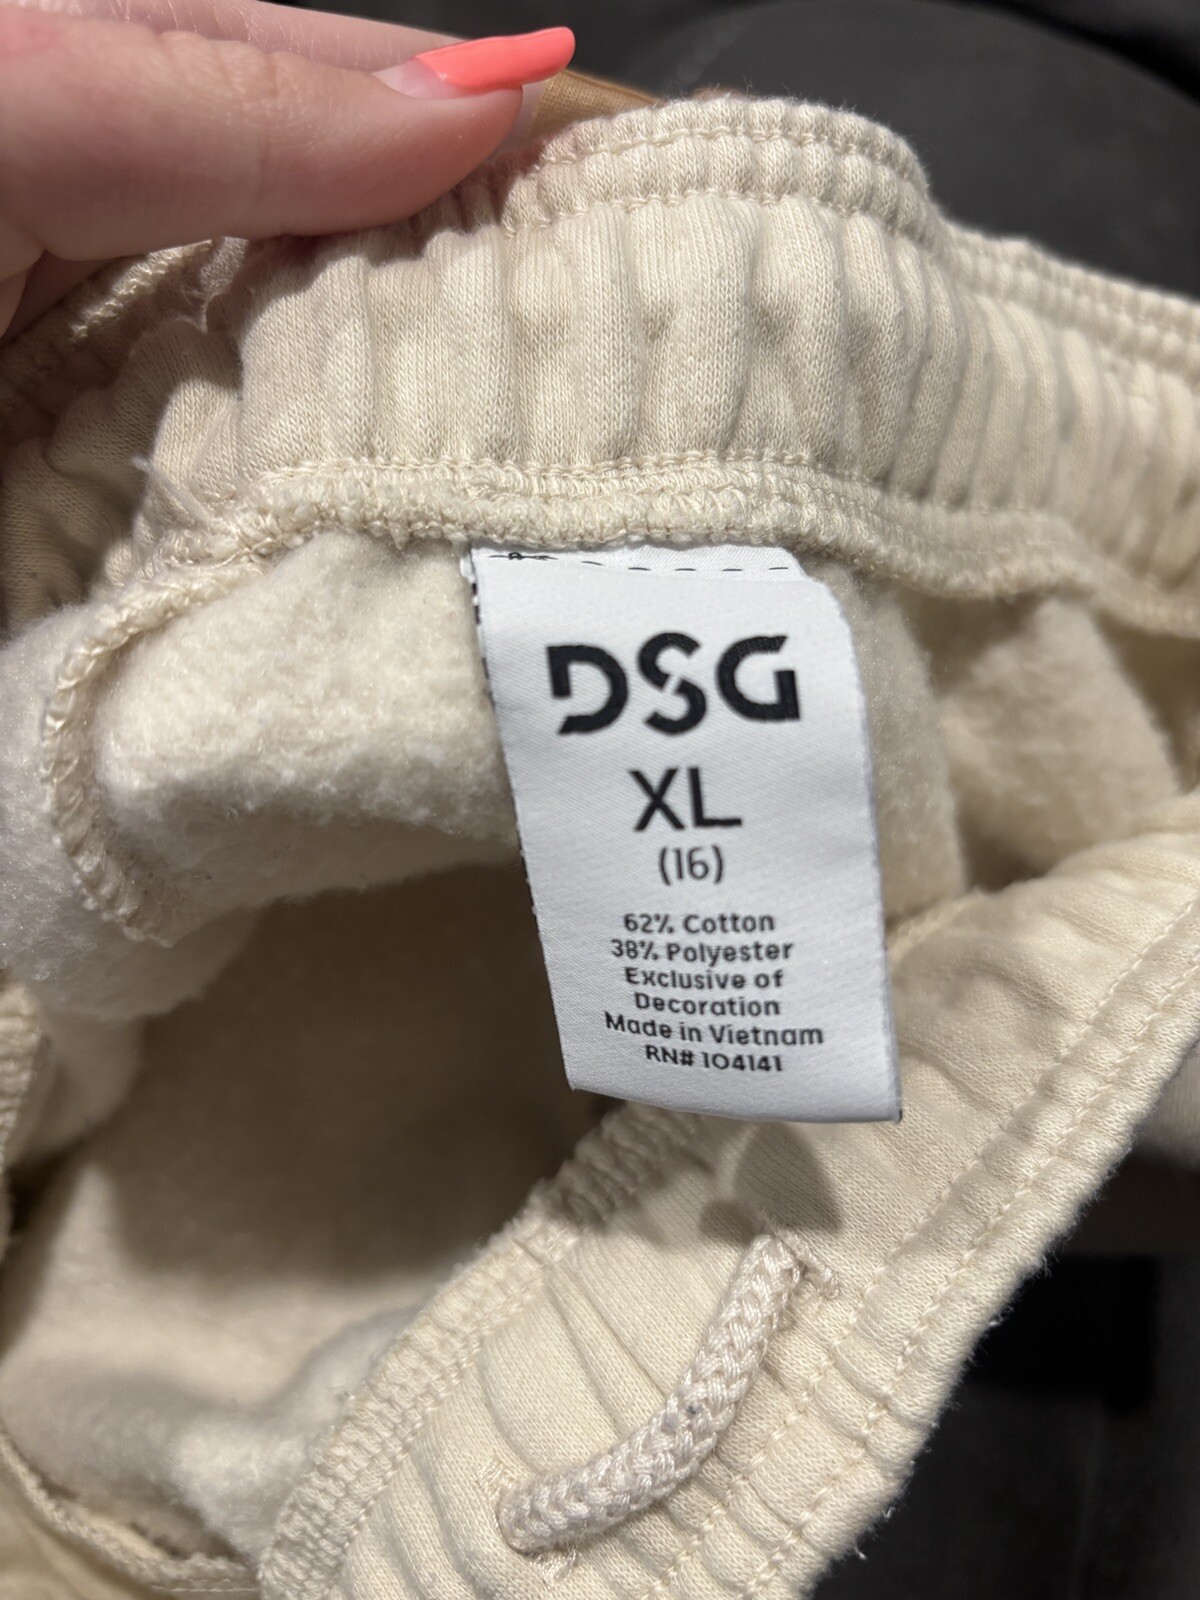 DSG
XL
(16)
62% Cotton
38% Polyester
Exclusive of
Decoration
Made in Vietnam
RN# 104141